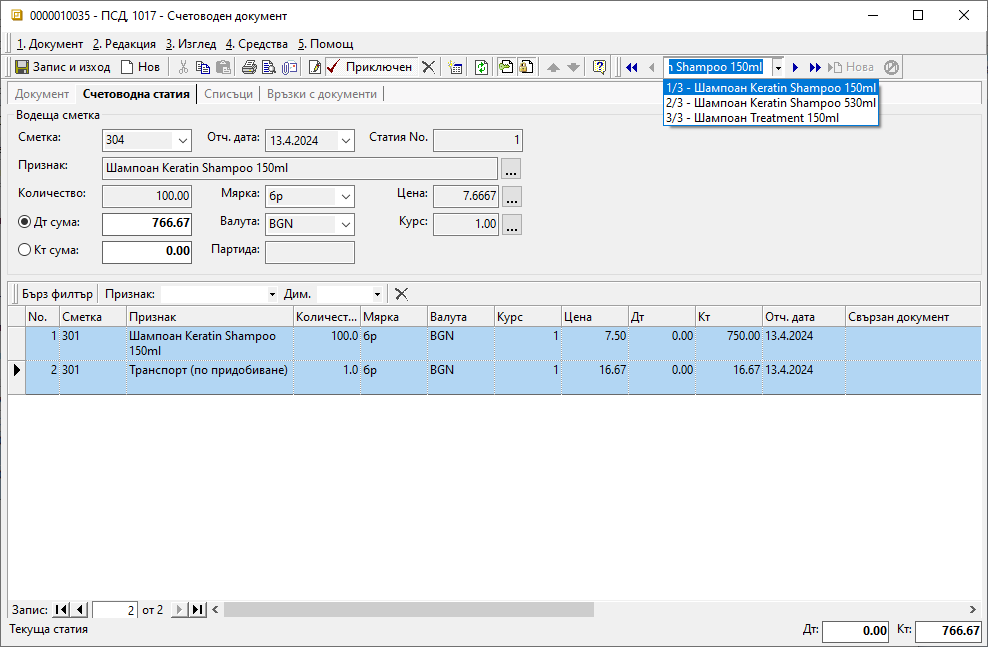 0000010035 - ПСД, 1017 - Счетоводен документ
1. Документ 2. Редакция 3. Изглед 4. Средства 5. Помощ
Запис и изход Нов Приключен Shampoo 150ml Нова
1/3 - Шампоан Keratin Shampoo 150ml
2/3 - Шампоан Keratin Shampoo 530ml
3/3 - Шампоан Treatment 150ml
Документ Счетоводна статия Списъци Връзки с документи
Водеща сметка
Сметка: 304 Отч. дата: 13.4.2024 Статия No. 1
Признак: Шампоан Keratin Shampoo 150ml ...
Количество: 100.00 Мярка: бр Цена: 7.6667 ...
Дт сума: 766.67 Валута: BGN Курс: 1.00 ...
Кт сума: 0.00 Партида:
Бърз филтър Признак: Дим.
No. Сметка Признак Количест... Мярка Валута Курс Цена Дт Кт Отч. дата Свързан документ
1 301 Шампоан Keratin Shampoo 100.0 бр BGN 1 7.50 0.00 750.00 13.4.2024
150ml
2 301 Транспорт (по придобиване) 1.0 бр BGN 1 16.67 0.00 16.67 13.4.2024
Запис: 2 от 2
Текуща статия Дт: 0.00 Кт: 766.67